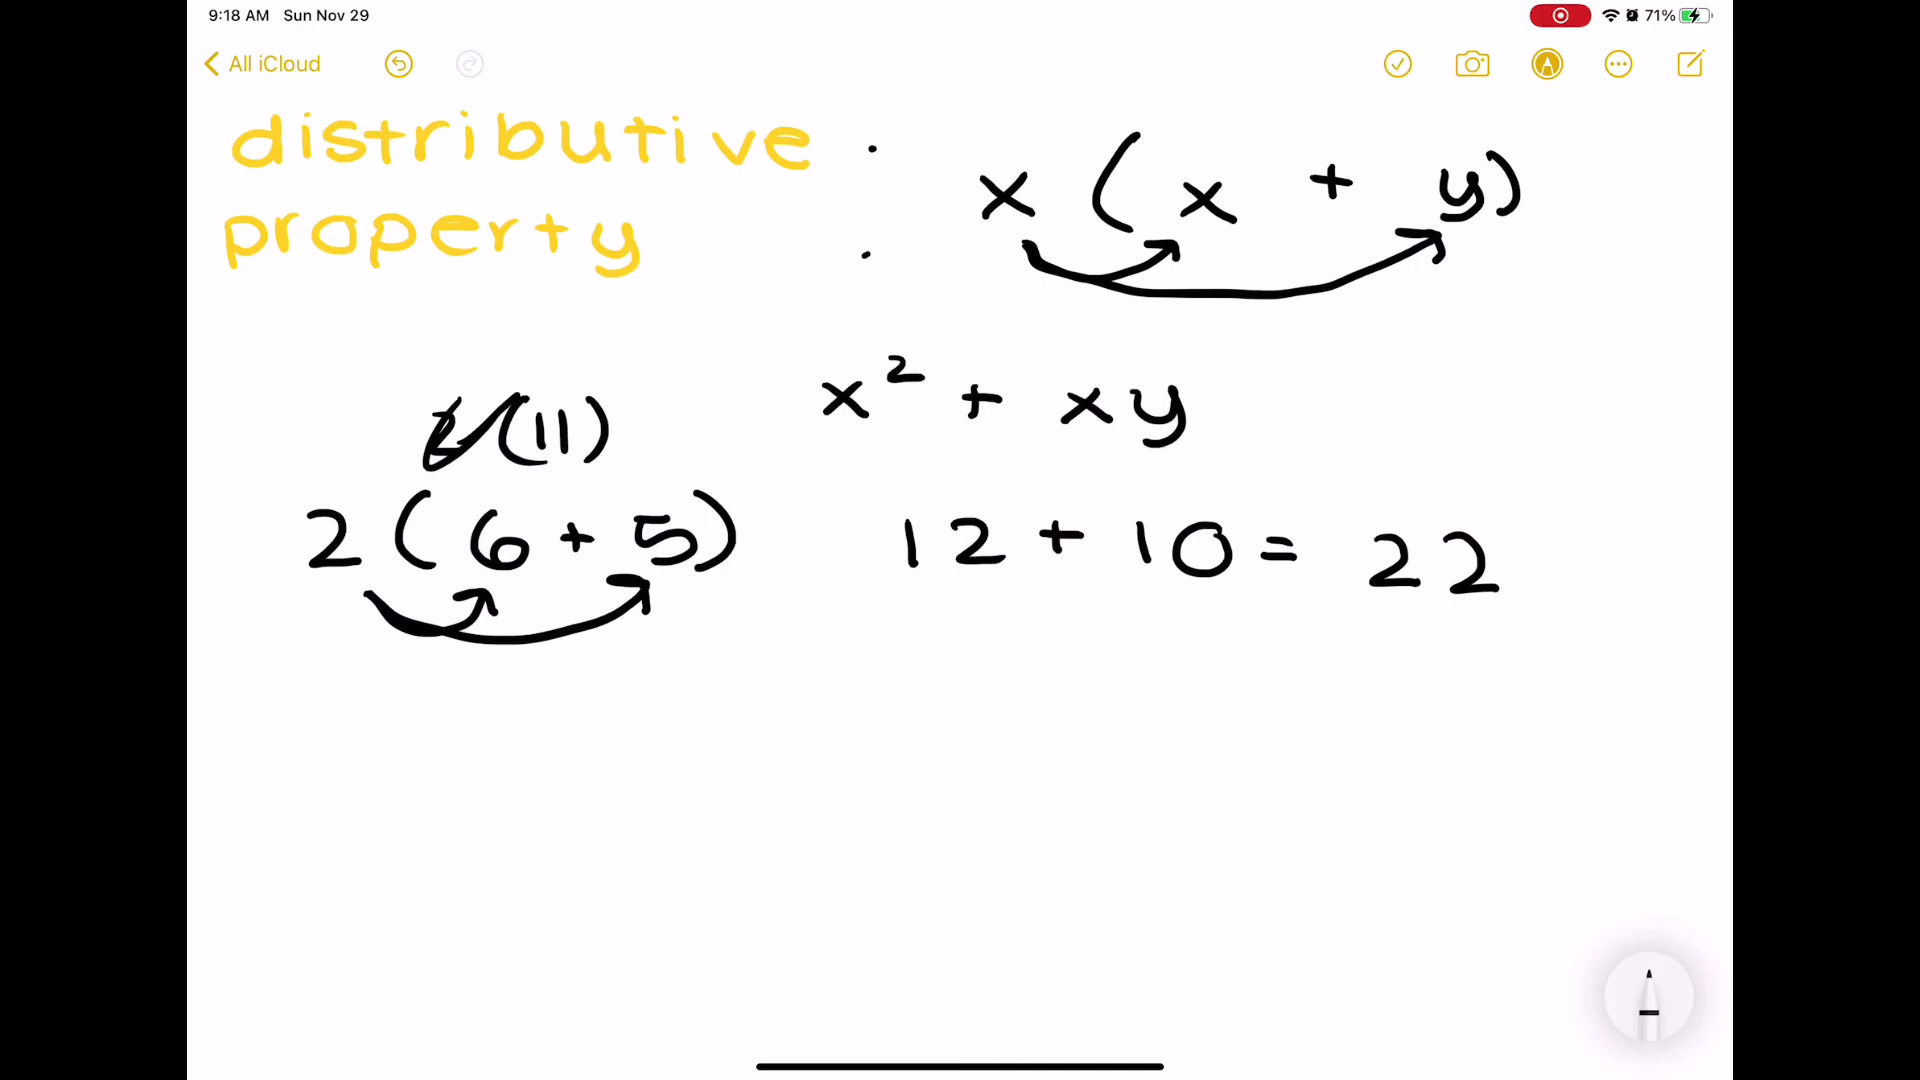 9:18 AM Sun Nov 29
71%
All iCloud
distributive :
property
x ( x + y )
x² + xy
2 (11)
2 ( 6 + 5 )
12 + 10 = 22